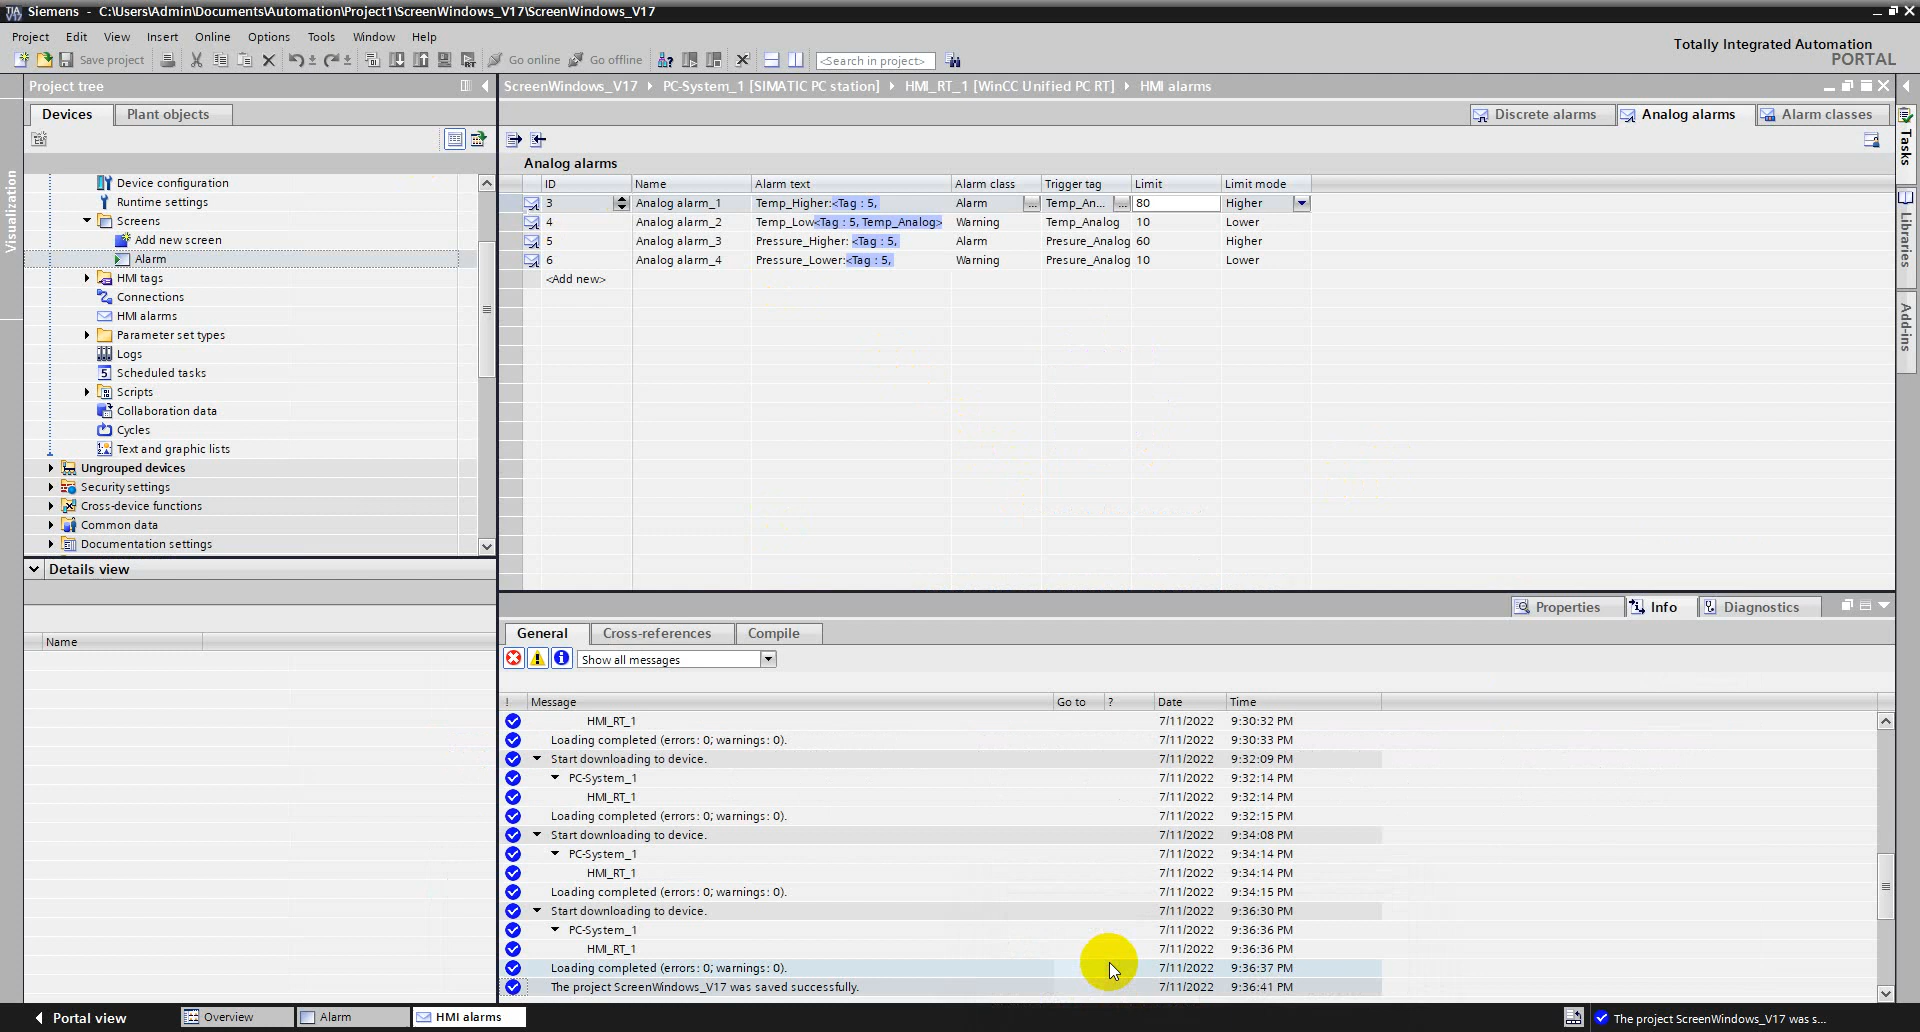 Siemens - C:\Users\Admin\Documents\Automation\Project1\ScreenWindows_V17\ScreenWindows_V17
Project Edit View Insert Online Options Tools Window Help
Totally Integrated Automation
PORTAL
Save project
Go online
Go offline
<Search in project>
Project tree
ScreenWindows_V17 PC-System_1 [SIMATIC PC station] HMI_RT_1 [WinCC Unified PC RT] HMI alarms
Devices
Plant objects
Discrete alarms
Analog alarms
Alarm classes
Visualization
Tasks
Libraries
Add-ins
Device configuration
Runtime settings
Screens
Add new screen
Alarm
HMI tags
Connections
HMI alarms
Parameter set types
Logs
Scheduled tasks
Scripts
Collaboration data
Cycles
Text and graphic lists
Ungrouped devices
Security settings
Cross-device functions
Common data
Documentation settings
Details view
Name
Analog alarms
ID Name Alarm text Alarm class Trigger tag Limit Limit mode
3 Analog alarm_1 Temp_Higher:<Tag : 5, Alarm ... Temp_An... ... 80 Higher
4 Analog alarm_2 Temp_Low<Tag : 5, Temp_Analog> Warning Temp_Analog 10 Lower
5 Analog alarm_3 Pressure_Higher: <Tag : 5, Alarm Presure_Analog 60 Higher
6 Analog alarm_4 Pressure_Lower:<Tag : 5, Warning Presure_Analog 10 Lower
<Add new>
Properties
Info
Diagnostics
General
Cross-references
Compile
Show all messages
! Message Go to ? Date Time
HMI_RT_1 7/11/2022 9:30:32 PM
Loading completed (errors: 0; warnings: 0). 7/11/2022 9:30:33 PM
Start downloading to device. 7/11/2022 9:32:09 PM
PC-System_1 7/11/2022 9:32:14 PM
HMI_RT_1 7/11/2022 9:32:14 PM
Loading completed (errors: 0; warnings: 0). 7/11/2022 9:32:15 PM
Start downloading to device. 7/11/2022 9:34:08 PM
PC-System_1 7/11/2022 9:34:14 PM
HMI_RT_1 7/11/2022 9:34:14 PM
Loading completed (errors: 0; warnings: 0). 7/11/2022 9:34:15 PM
Start downloading to device. 7/11/2022 9:36:30 PM
PC-System_1 7/11/2022 9:36:36 PM
HMI_RT_1 7/11/2022 9:36:36 PM
Loading completed (errors: 0; warnings: 0). 7/11/2022 9:36:37 PM
The project ScreenWindows_V17 was saved successfully. 7/11/2022 9:36:41 PM
Portal view
Overview
Alarm
HMI alarms
The project ScreenWindows_V17 was s...